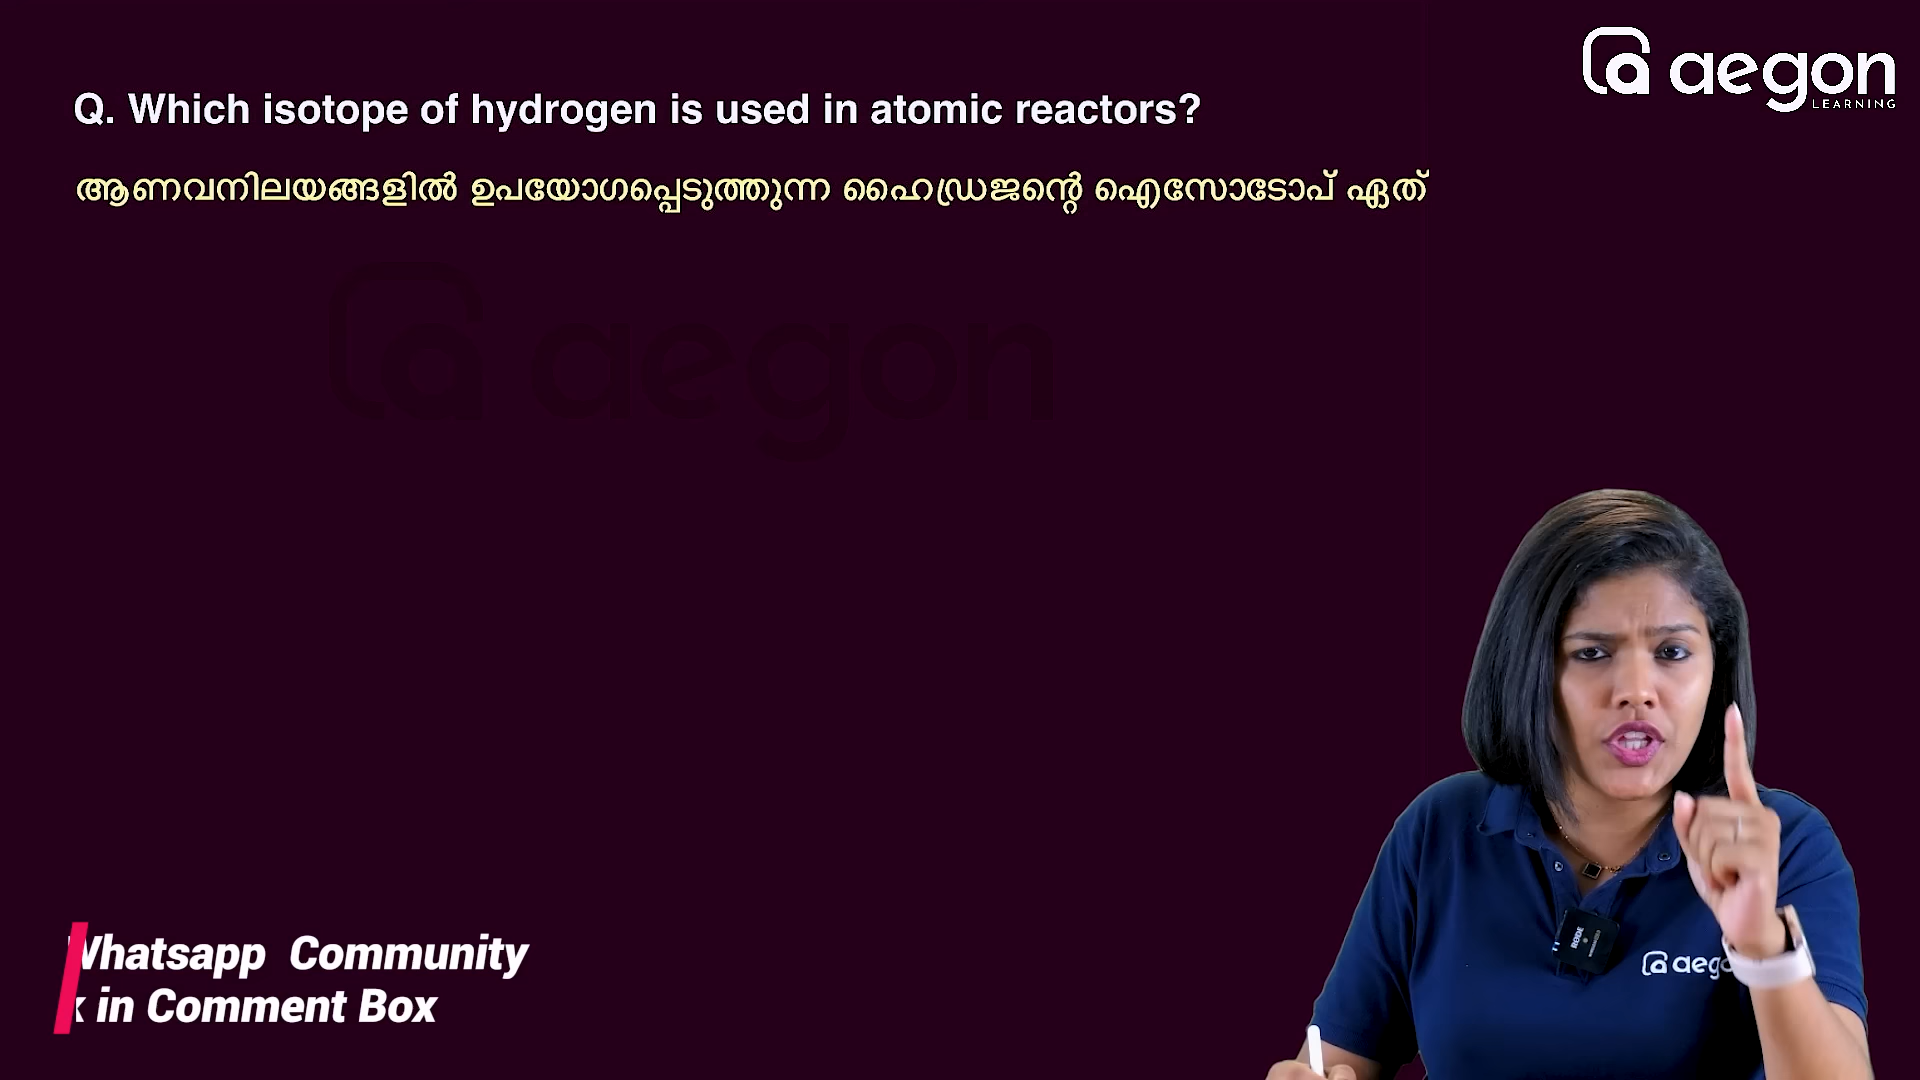 aegon
LEARNING
Q. Which isotope of hydrogen is used in atomic reactors?
ആണവനിലയങ്ങളിൽ ഉപയോഗപ്പെടുത്തുന്ന ഹൈഡ്രജന്റെ ഐസോടോപ് ഏത്
aegon
RØDE
Community
in Comment Box